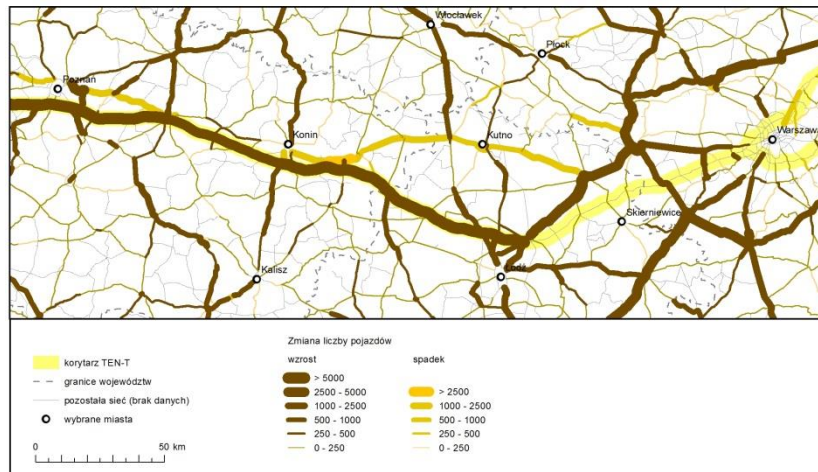 Włocławek
Płock
Poznań
Konin
Kutno
Warszawa
Skierniewice
Kalisz
Łódź
Zmiana liczby pojazdów
wzrost
spadek
korytarz TEN-T
granice województw
pozostała sieć (brak danych)
wybrane miasta
> 5000
2500 - 5000
1000 - 2500
500 - 1000
250 - 500
0 - 250
> 2500
1000 - 2500
500 - 1000
250 - 500
0 - 250
0 50 km